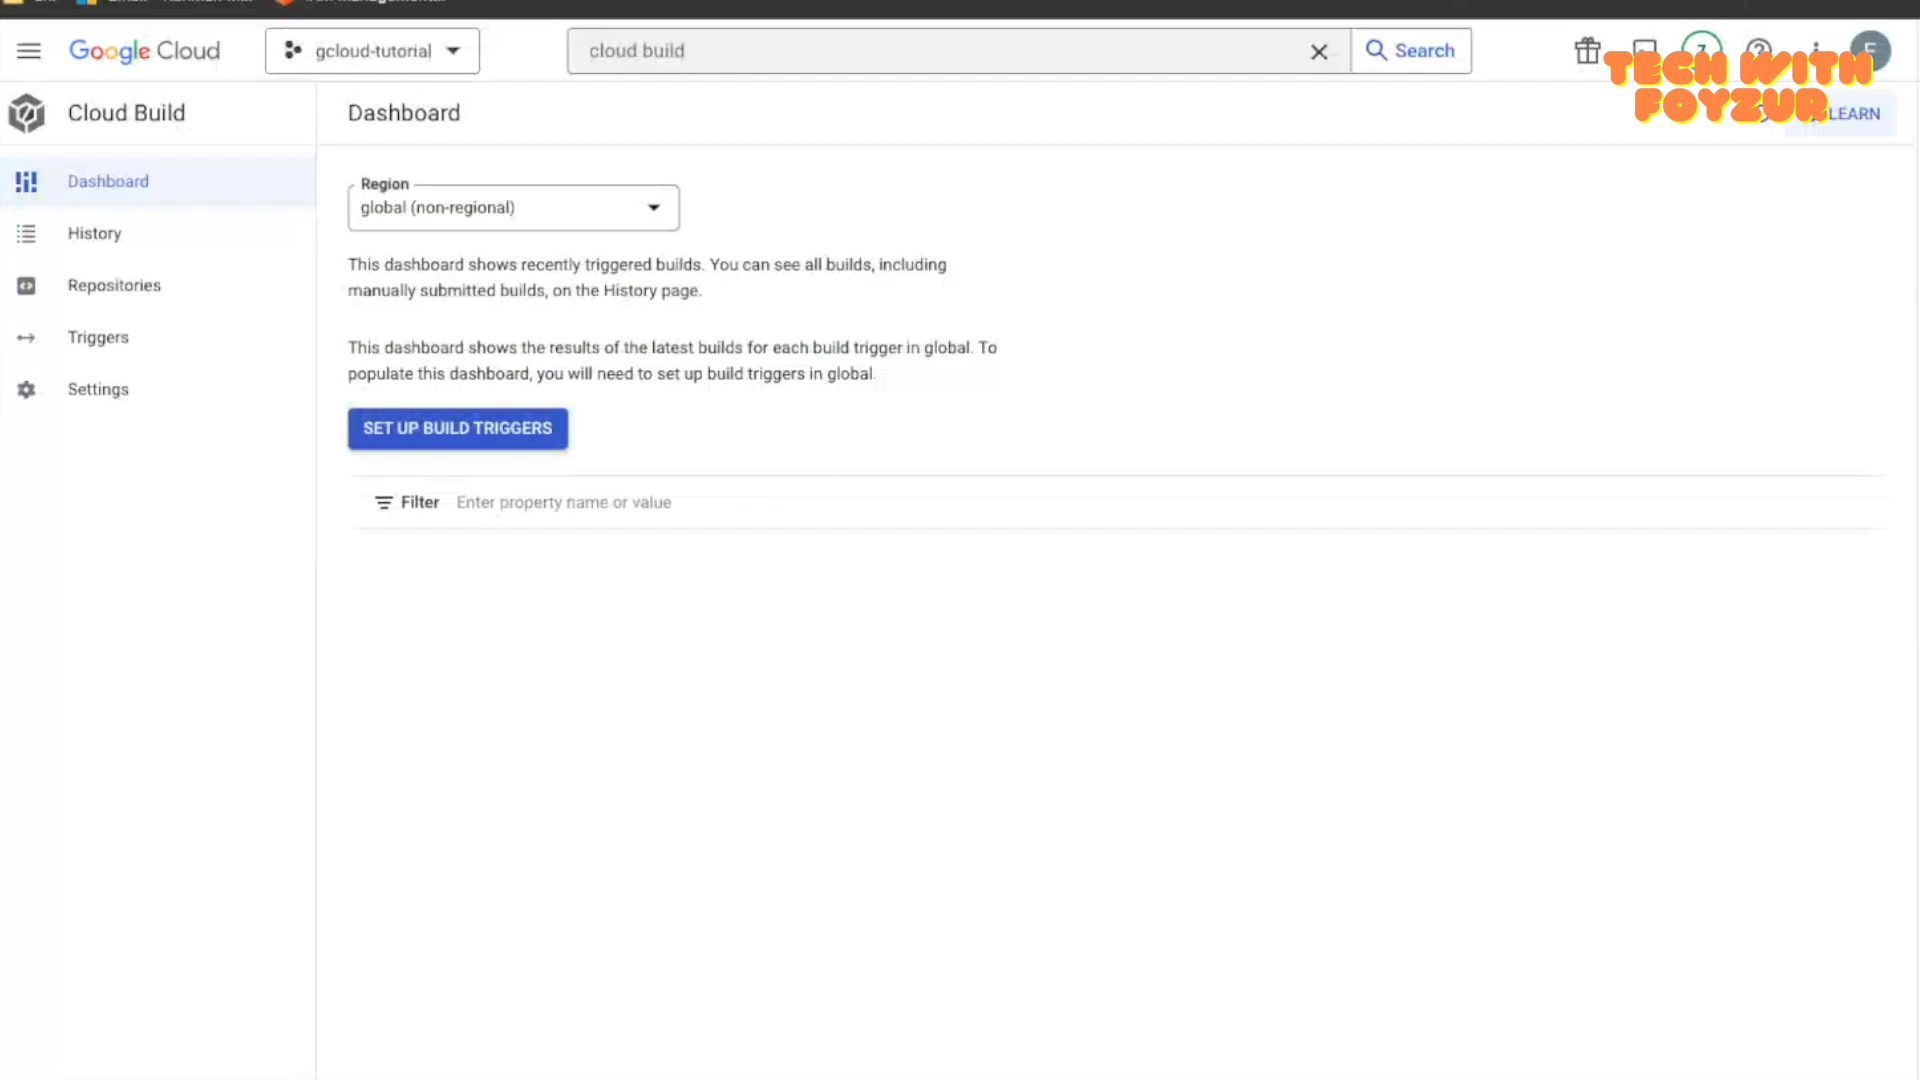 Google Cloud
gcloud-tutorial
cloud build
Search
7
TECH WITH
FOYZUR
LEARN
Cloud Build
Dashboard
Dashboard
History
Repositories
Triggers
Settings
Region
global (non-regional)
This dashboard shows recently triggered builds. You can see all builds, including
manually submitted builds, on the History page.
This dashboard shows the results of the latest builds for each build trigger in global. To
populate this dashboard, you will need to set up build triggers in global.
SET UP BUILD TRIGGERS
Filter Enter property name or value